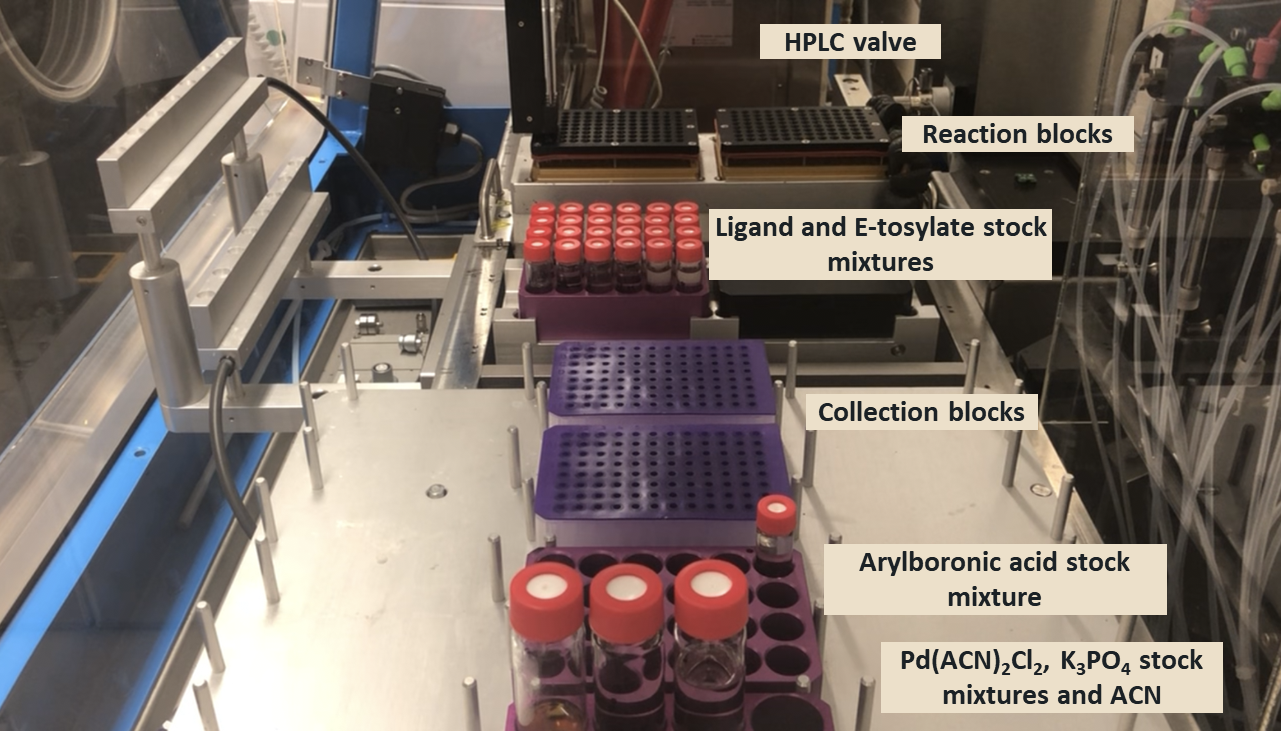 HPLC valve
Reaction blocks
Ligand and E-tosylate stock
mixtures
Collection blocks
Arylboronic acid stock
mixture
Pd(ACN)₂Cl₂, K₃PO₄ stock
mixtures and ACN